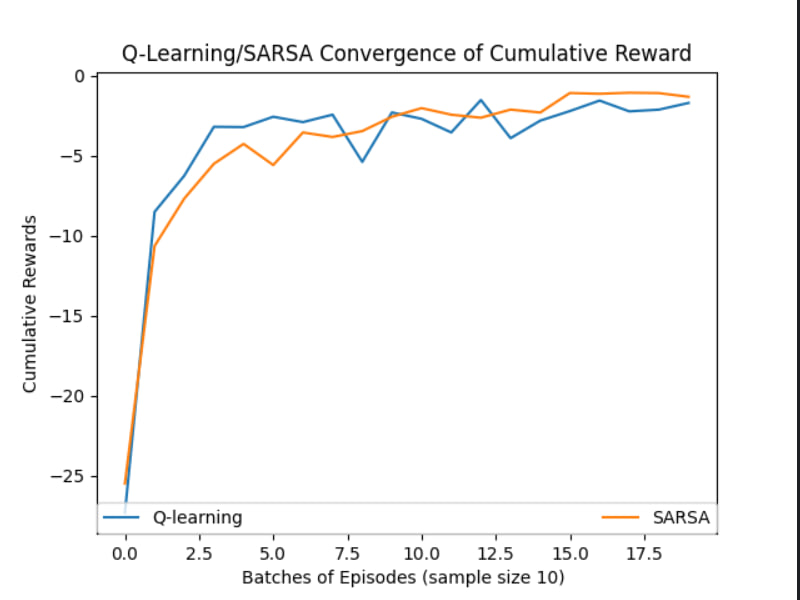 Q-Learning/SARSA Convergence of Cumulative Reward
0
−5
−10
−15
−20
−25
Cumulative Rewards
Q-learning SARSA
0.0 2.5 5.0 7.5 10.0 12.5 15.0 17.5
Batches of Episodes (sample size 10)